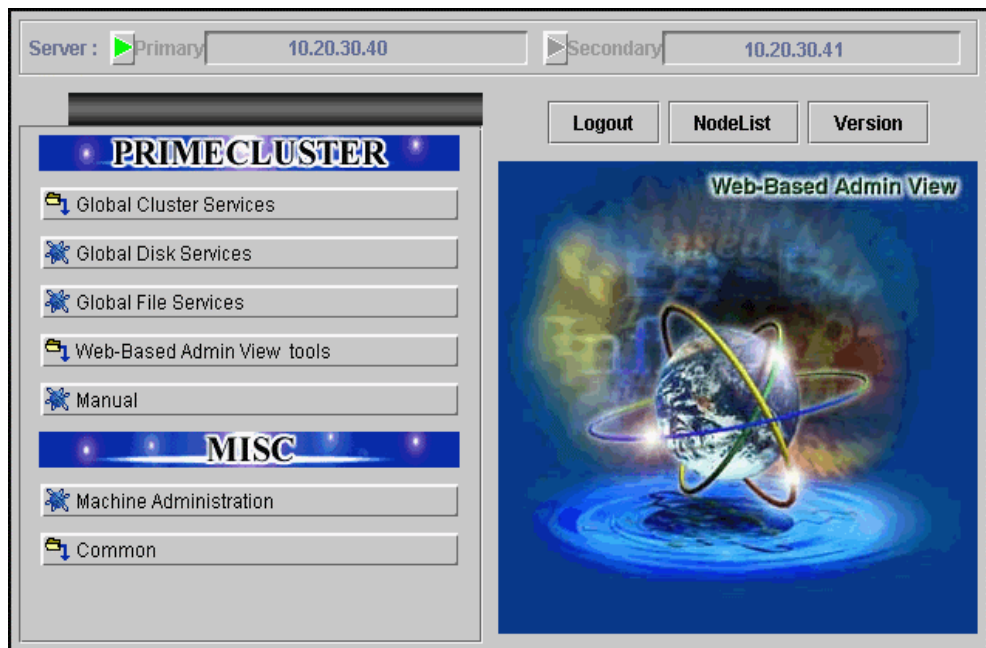 Server : Primary 10.20.30.40 Secondary 10.20.30.41
Logout NodeList Version
PRIMECLUSTER
Global Cluster Services
Global Disk Services
Global File Services
Web-Based Admin View tools
Manual
MISC
Machine Administration
Common
Web-Based Admin View